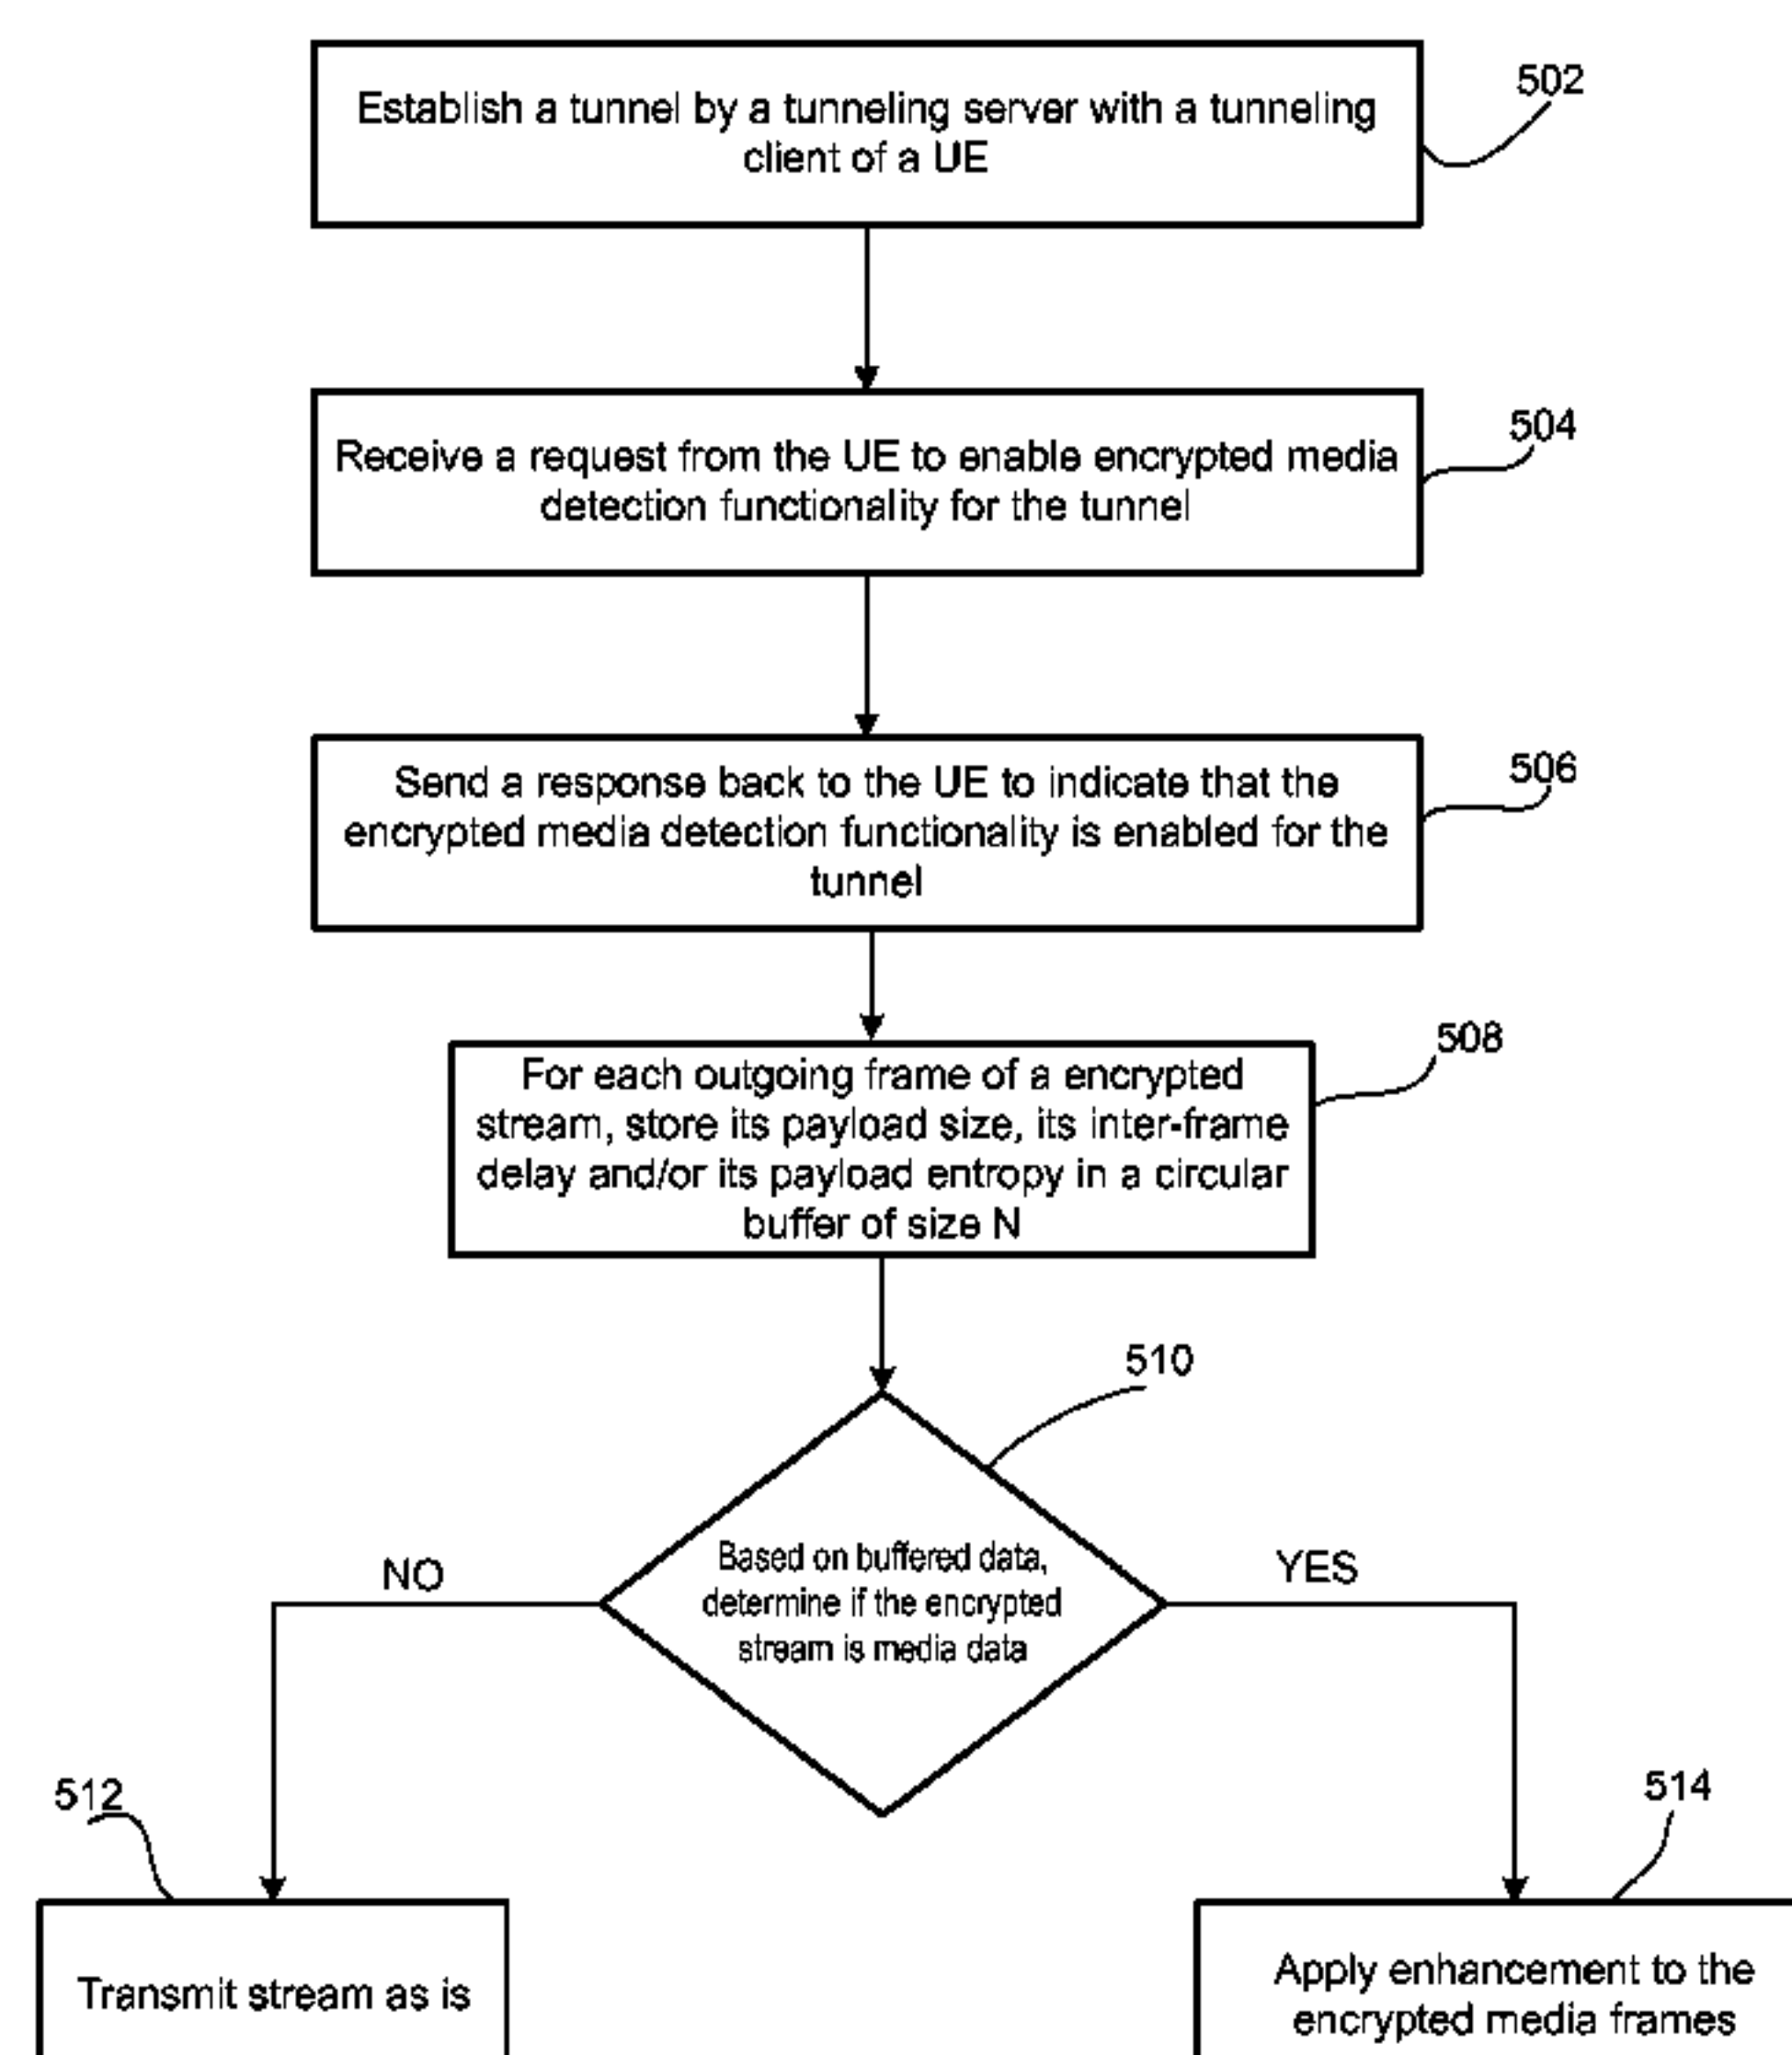 Establish a tunnel by a tunneling server with a tunneling
client of a UE
502
Receive a request from the UE to enable encrypted media
detection functionality for the tunnel
504
Send a response back to the UE to indicate that the
encrypted media detection functionality is enabled for the
tunnel
506
For each outgoing frame of a encrypted
stream, store its payload size, its inter-frame
delay and/or its payload entropy in a circular
buffer of size N
508
510
Based on buffered data,
determine if the encrypted
stream is media data
NO
YES
512
Transmit stream as is
514
Apply enhancement to the
encrypted media frames